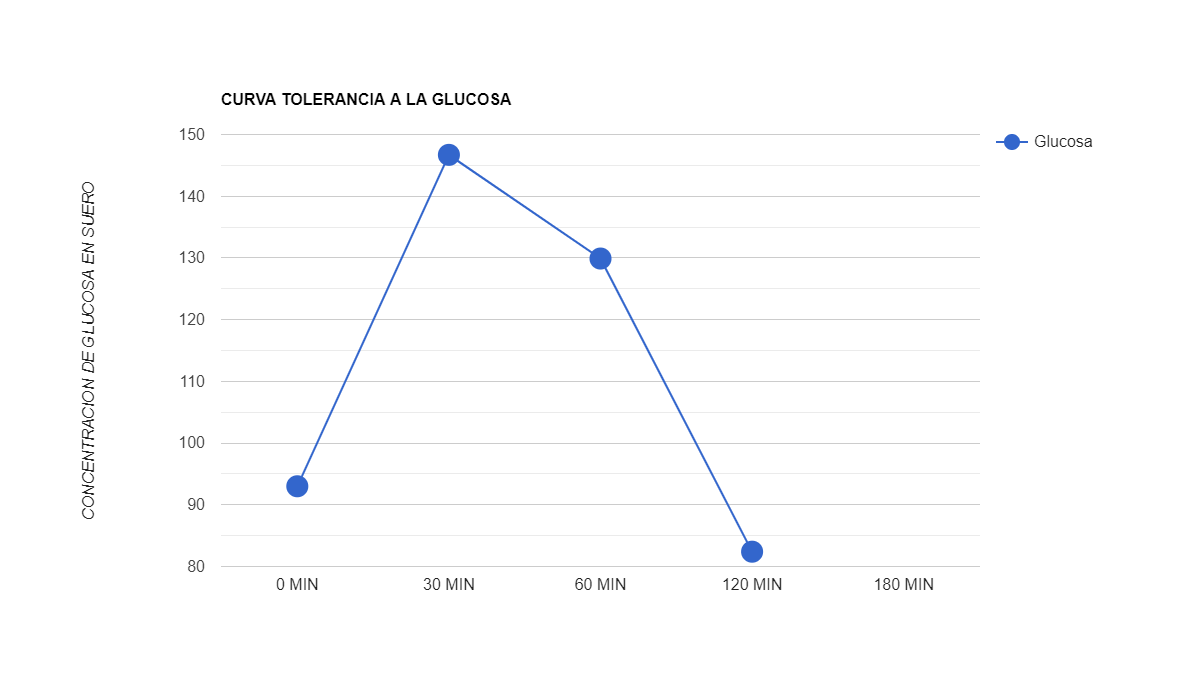 CURVA TOLERANCIA A LA GLUCOSA
Glucosa
CONCENTRACION DE GLUCOSA EN SUERO
150
140
130
120
110
100
90
80
0 MIN
30 MIN
60 MIN
120 MIN
180 MIN